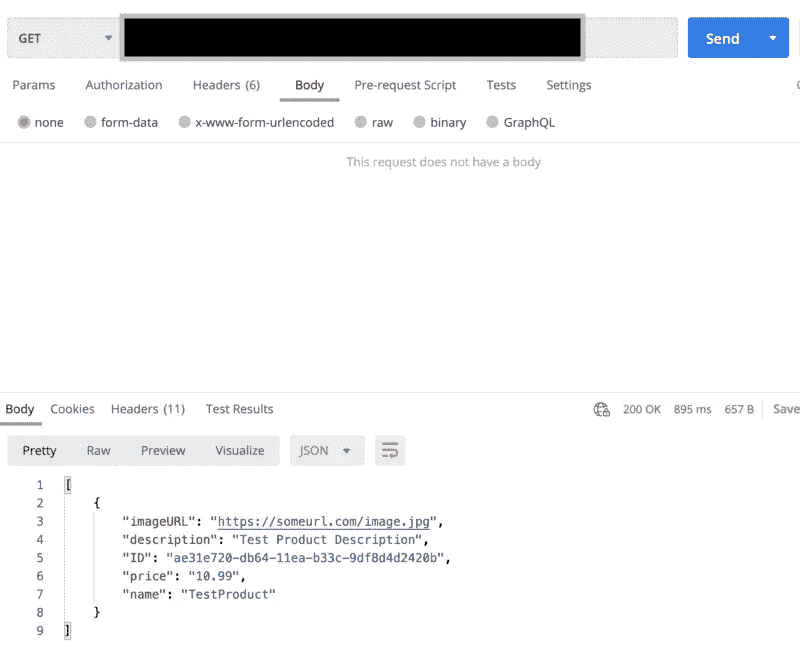 GET Send
Params Authorization Headers (6) Body Pre-request Script Tests Settings
none form-data x-www-form-urlencoded raw binary GraphQL
This request does not have a body
Body Cookies Headers (11) Test Results 200 OK 895 ms 657 B Save
Pretty Raw Preview Visualize JSON
1 [
2 {
3 "imageURL": "https://someurl.com/image.jpg",
4 "description": "Test Product Description",
5 "ID": "ae31e720-db64-11ea-b33c-9df8d4d2420b",
6 "price": "10.99",
7 "name": "TestProduct"
8 }
9 ]